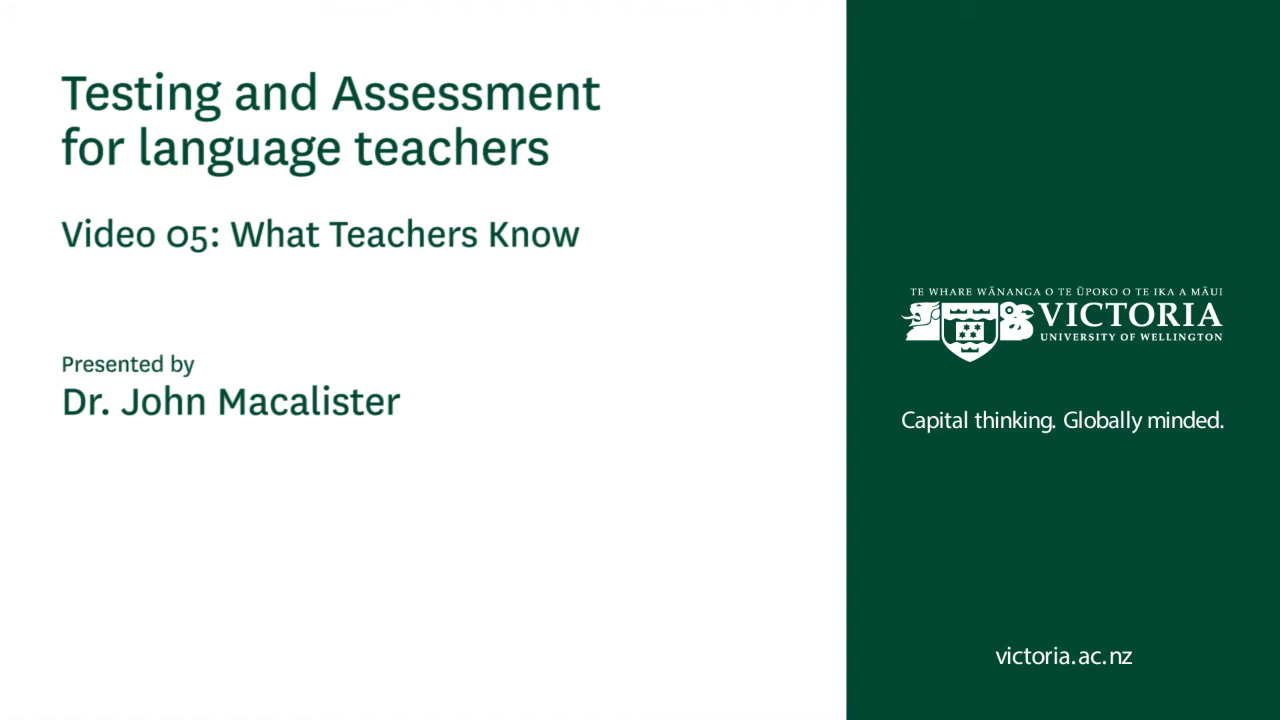 Testing and Assessment
for language teachers
Video 05: What Teachers Know
Presented by
Dr. John Macalister
TE WHARE WĀNANGA O TE ŪPOKO O TE IKA A MĀUI
VICTORIA
UNIVERSITY OF WELLINGTON
Capital thinking. Globally minded.
victoria.ac.nz